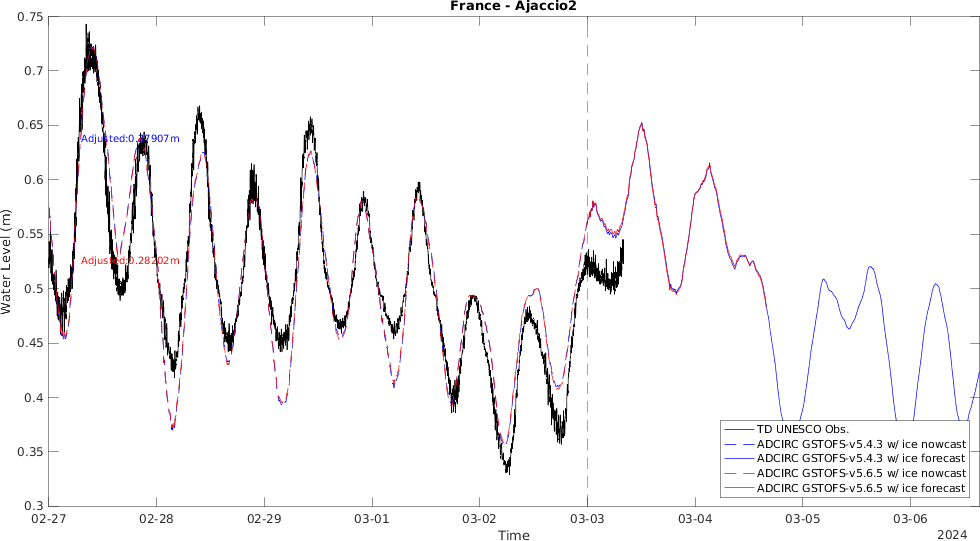 France - Ajaccio2
0.75
0.7
0.65
0.6
0.55
0.5
0.45
0.4
0.35
0.3
Water Level (m)
Adjusted:0.27907m
Adjusted:0.28202m
TD UNESCO Obs.
ADCIRC GSTOFS-v5.4.3 w/ ice nowcast
ADCIRC GSTOFS-v5.4.3 w/ ice forecast
ADCIRC GSTOFS-v5.6.5 w/ ice nowcast
ADCIRC GSTOFS-v5.6.5 w/ ice forecast
02-27 02-28 02-29 03-01 03-02 03-03 03-04 03-05 03-06
Time
2024